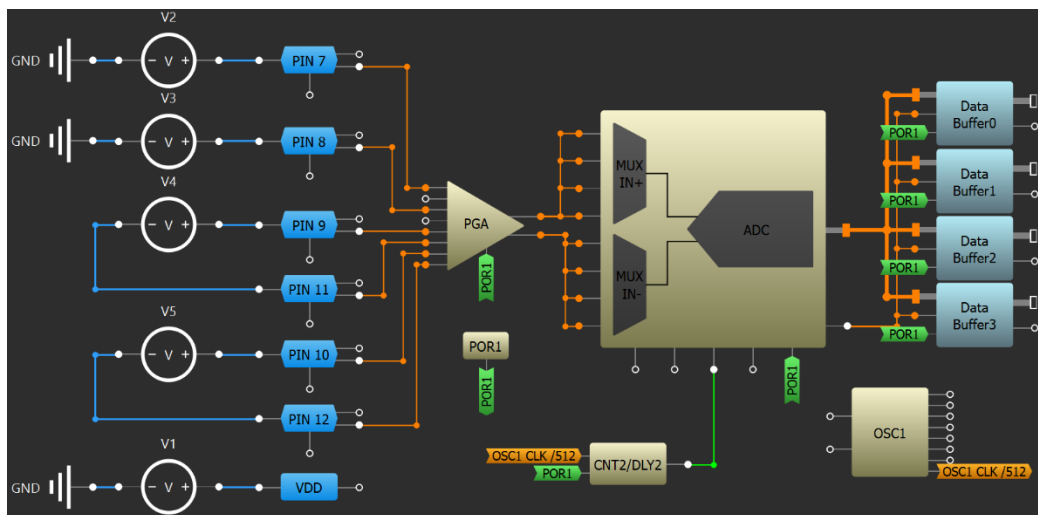 V2
GND
− V +
PIN 7
V3
GND
− V +
PIN 8
V4
− V +
PIN 9
PIN 11
V5
− V +
PIN 10
PIN 12
V1
GND
− V +
VDD
PGA
POR1
POR1
POR1
MUX
IN+
MUX
IN-
ADC
POR1
OSC1 CLK /512
POR1
CNT2/DLY2
Data
Buffer0
POR1
Data
Buffer1
POR1
Data
Buffer2
POR1
Data
Buffer3
POR1
OSC1
OSC1 CLK /512